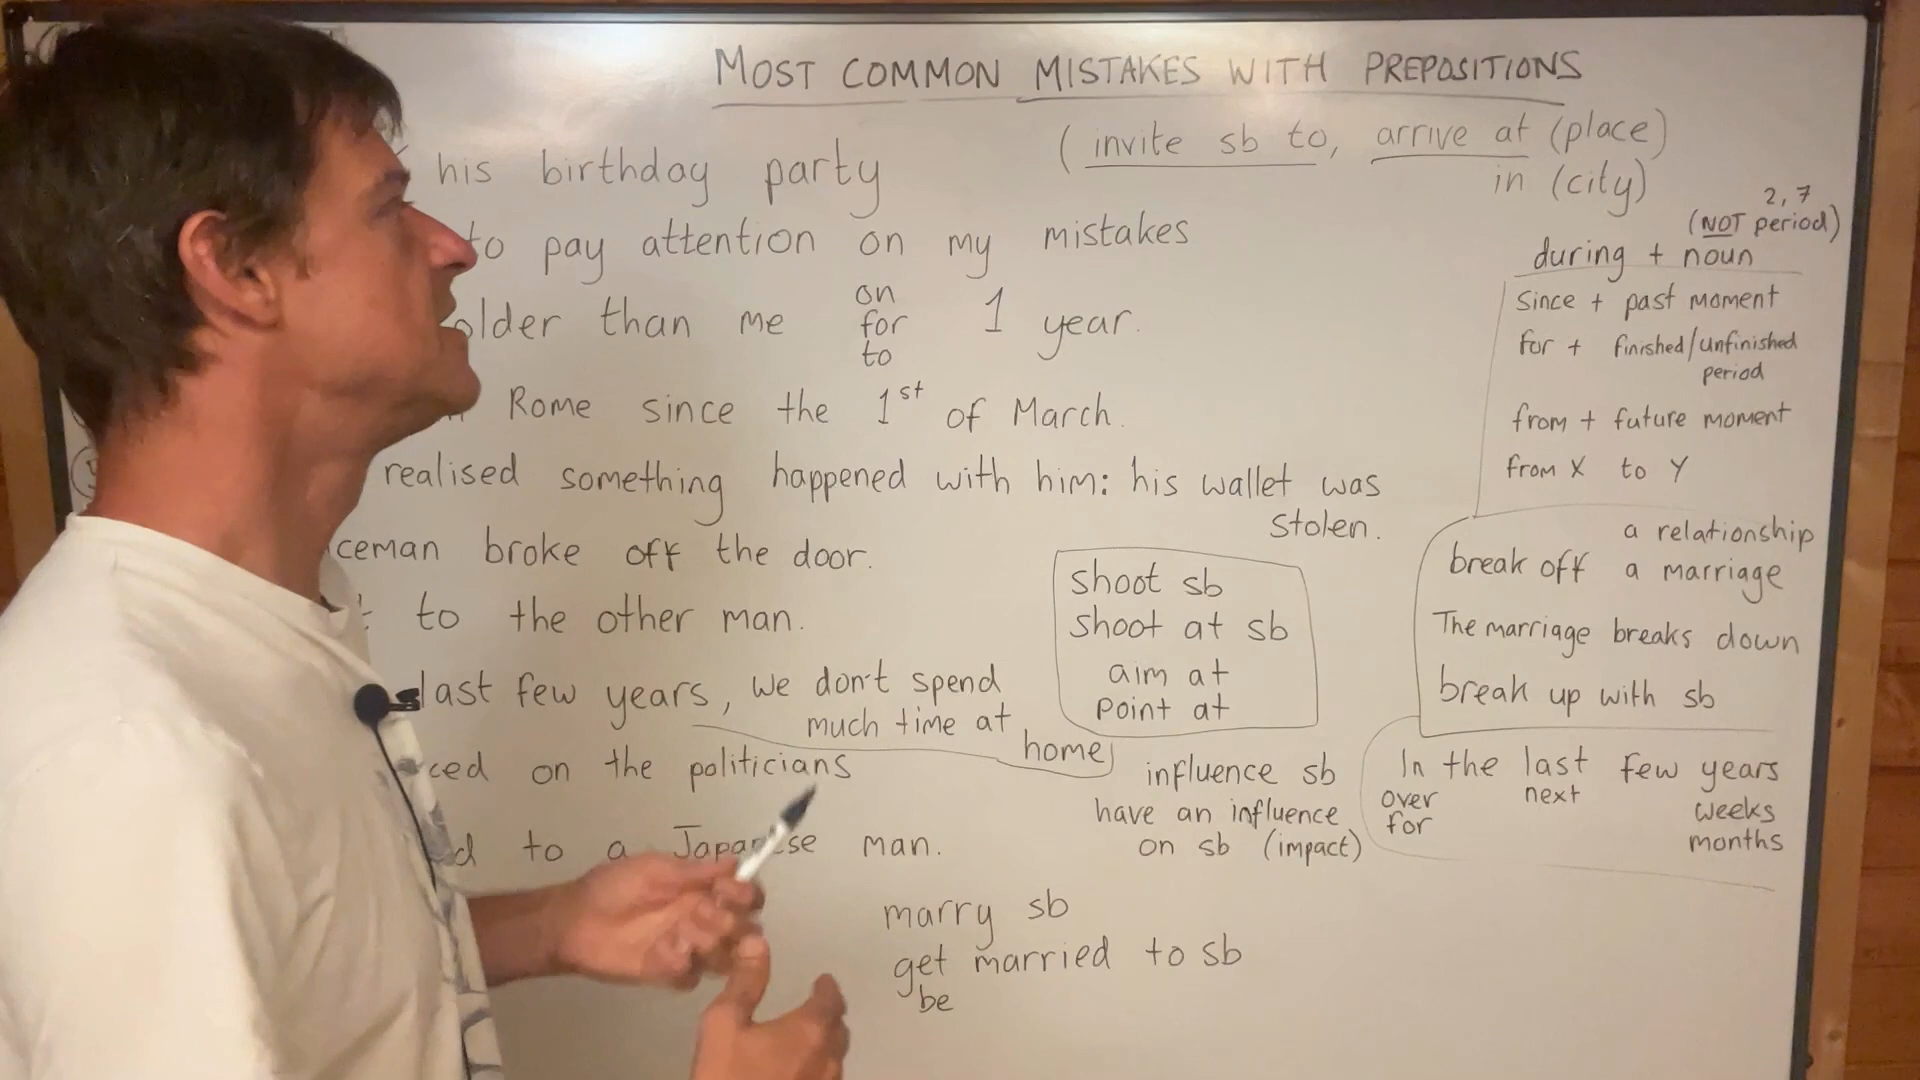 MOST COMMON MISTAKES WITH PREPOSITIONS
his birthday party
(invite sb to, arrive at (place)
in (city)
to pay attention on my mistakes
2, 7
(NOT period)
during + noun
older than me on 1 year.
for
to
since + past moment
for + finished/unfinished
period
Rome since the 1st of March.
from + future moment
from X to Y
realised something happened with him: his wallet was
stolen.
ceman broke off the door.
to the other man.
shoot sb
shoot at sb
aim at
point at
a relationship
break off a marriage
The marriage breaks down
break up with sb
last few years, we don't spend
much time at
home
ced on the politicians
influence sb
have an influence
on sb (impact)
In the last few years
over next weeks
for months
d to a Japanese man.
marry sb
get married to sb
be